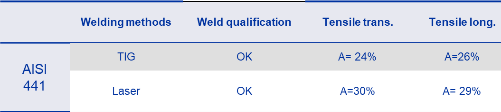 Welding methods Weld qualification Tensile trans. Tensile long.
AISI 441
TIG OK A= 24% A=26%
Laser OK A=30% A= 29%